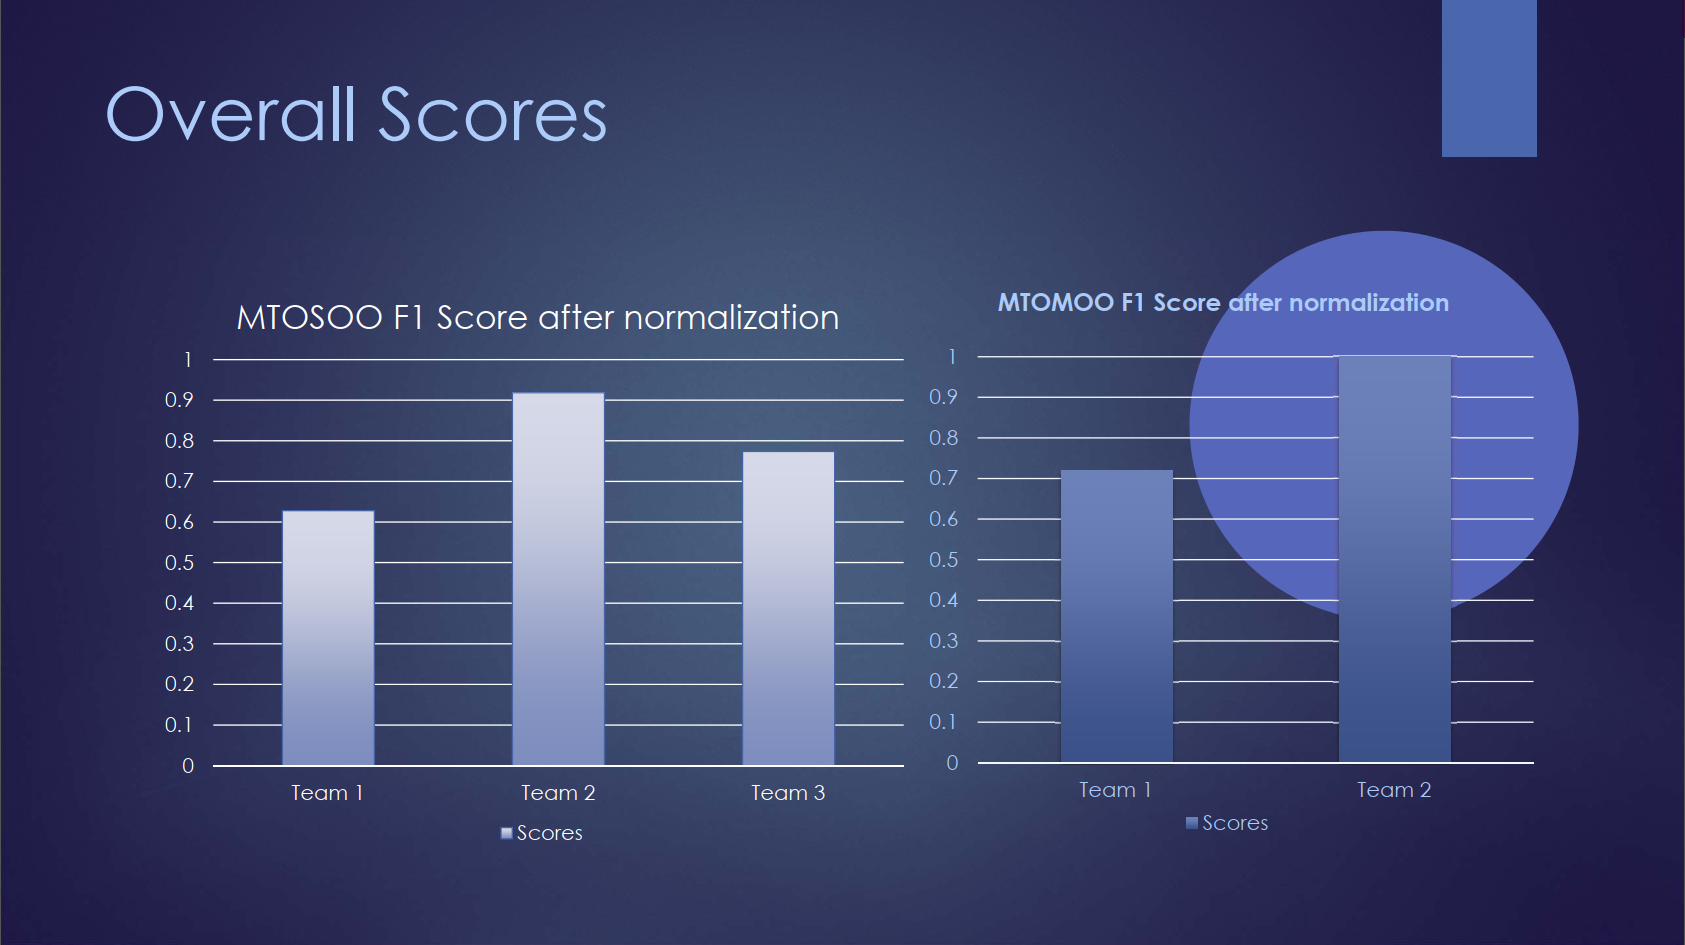 Overall Scores
MTOSOO F1 Score after normalization
1
0.9
0.8
0.7
0.6
0.5
0.4
0.3
0.2
0.1
0
Team 1
Team 2
Team 3
Scores
MTOMOO F1 Score after normalization
1
0.9
0.8
0.7
0.6
0.5
0.4
0.3
0.2
0.1
0
Team 1
Team 2
Scores